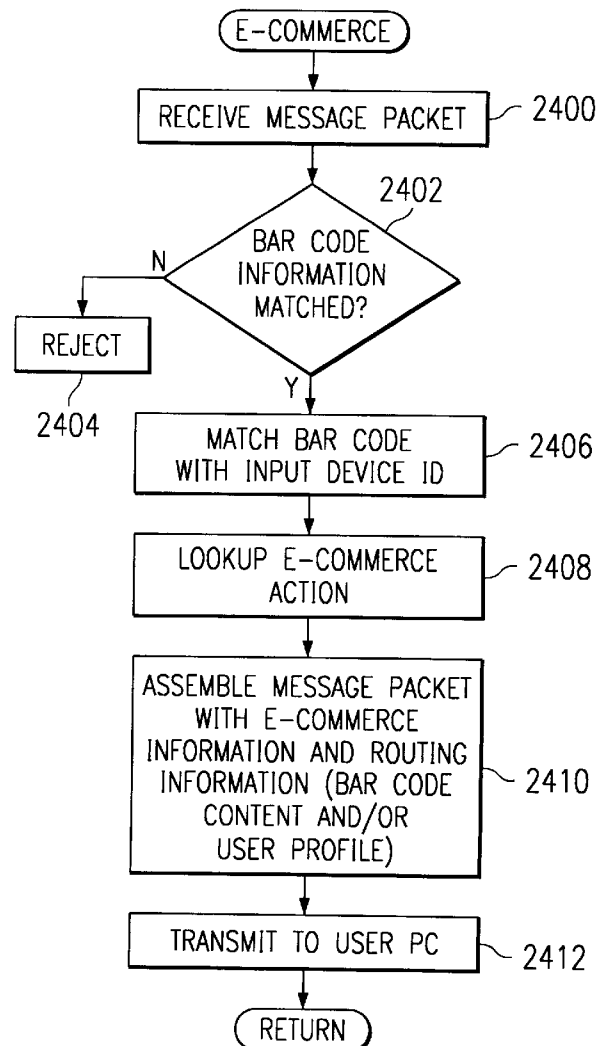 E-COMMERCE
RECEIVE MESSAGE PACKET
2400
2402
BAR CODE
INFORMATION
MATCHED?
N
REJECT
2404
Y
MATCH BAR CODE
WITH INPUT DEVICE ID
2406
LOOKUP E-COMMERCE
ACTION
2408
ASSEMBLE MESSAGE PACKET
WITH E-COMMERCE
INFORMATION AND ROUTING
INFORMATION (BAR CODE
CONTENT AND/OR
USER PROFILE)
2410
TRANSMIT TO USER PC
2412
RETURN